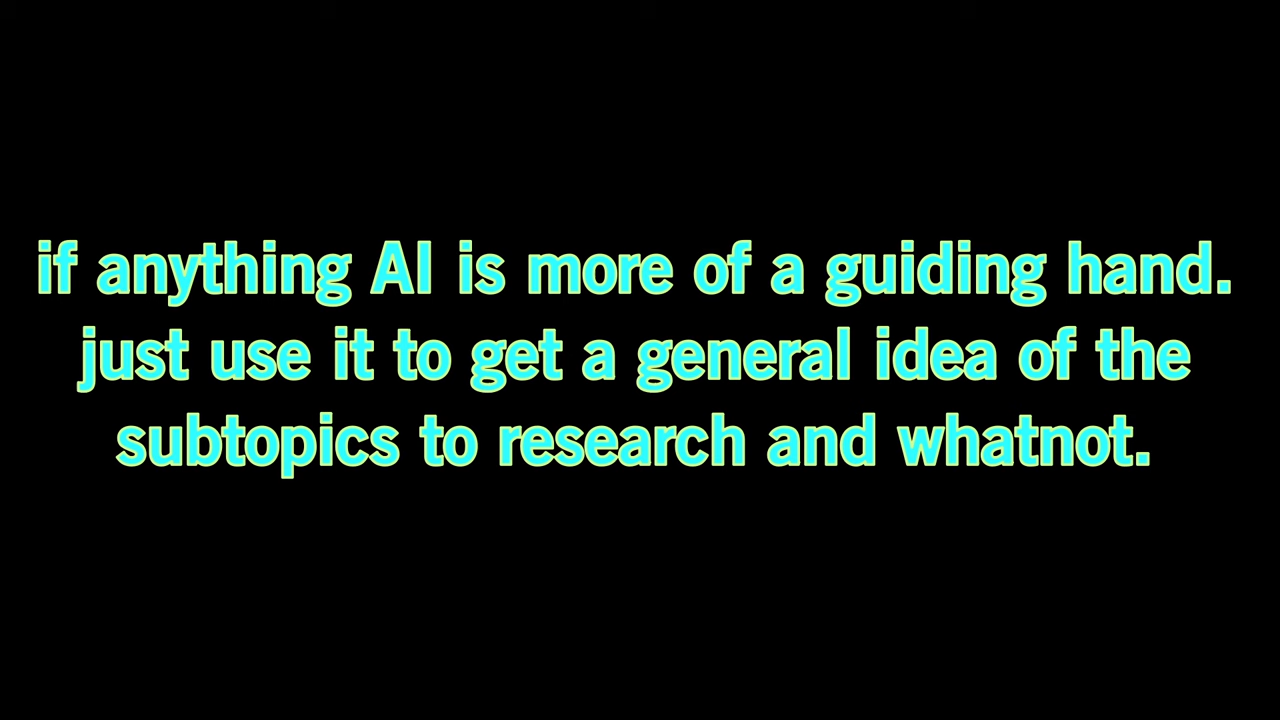 if anything AI is more of a guiding hand.
just use it to get a general idea of the
subtopics to research and whatnot.